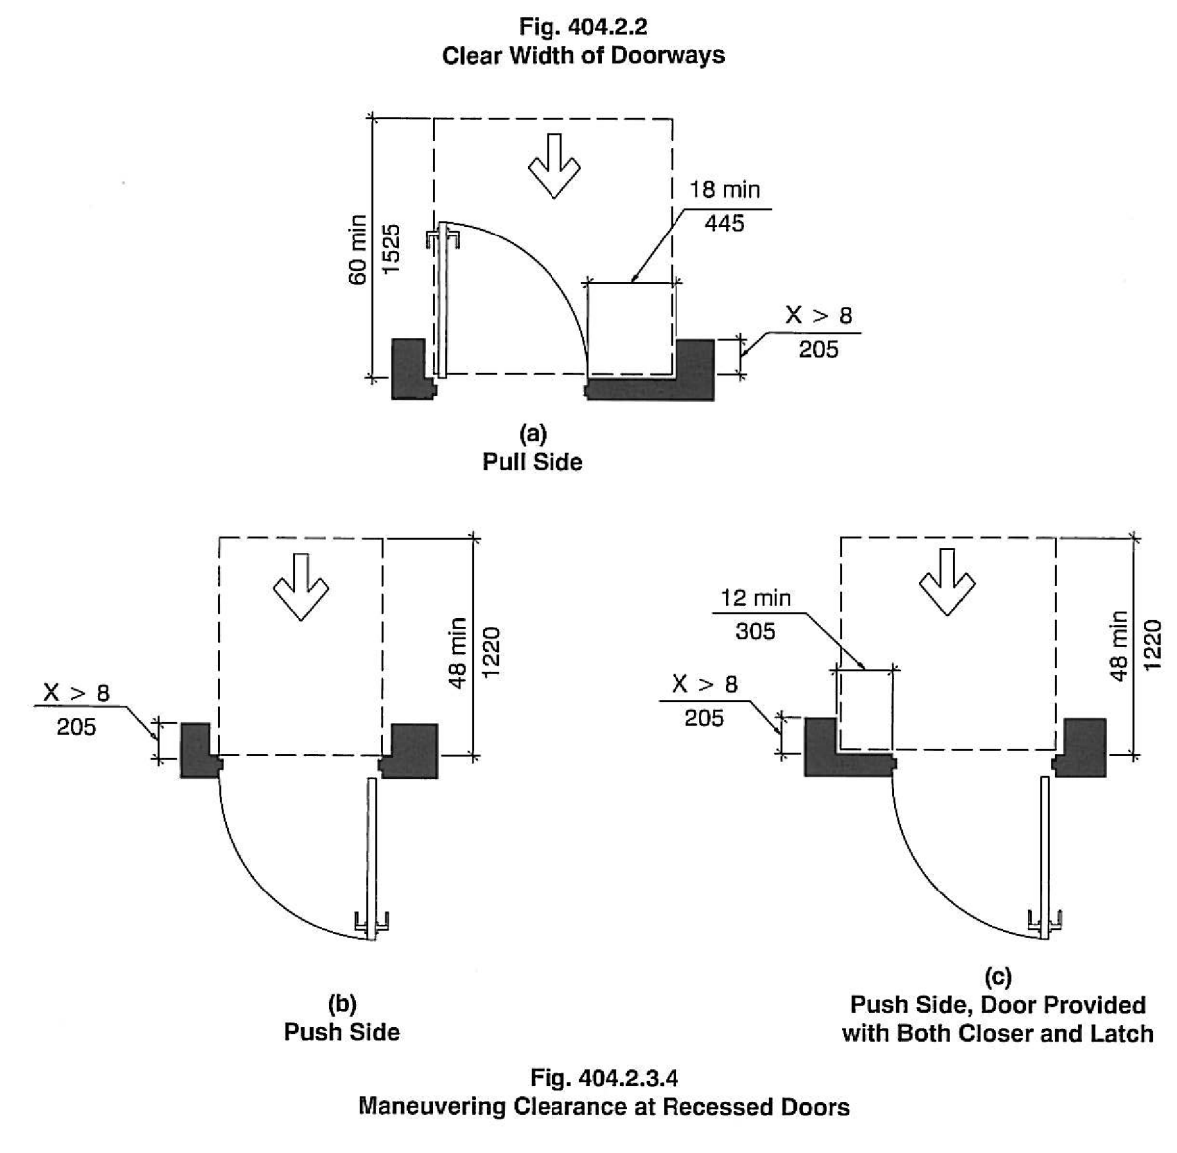 Fig. 404.2.2
Clear Width of Doorways
60 min
1525
18 min
445
X > 8
205
(a)
Pull Side
48 min
1220
X > 8
205
(b)
Push Side
12 min
305
X > 8
205
48 min
1220
(c)
Push Side, Door Provided
with Both Closer and Latch
Fig. 404.2.3.4
Maneuvering Clearance at Recessed Doors